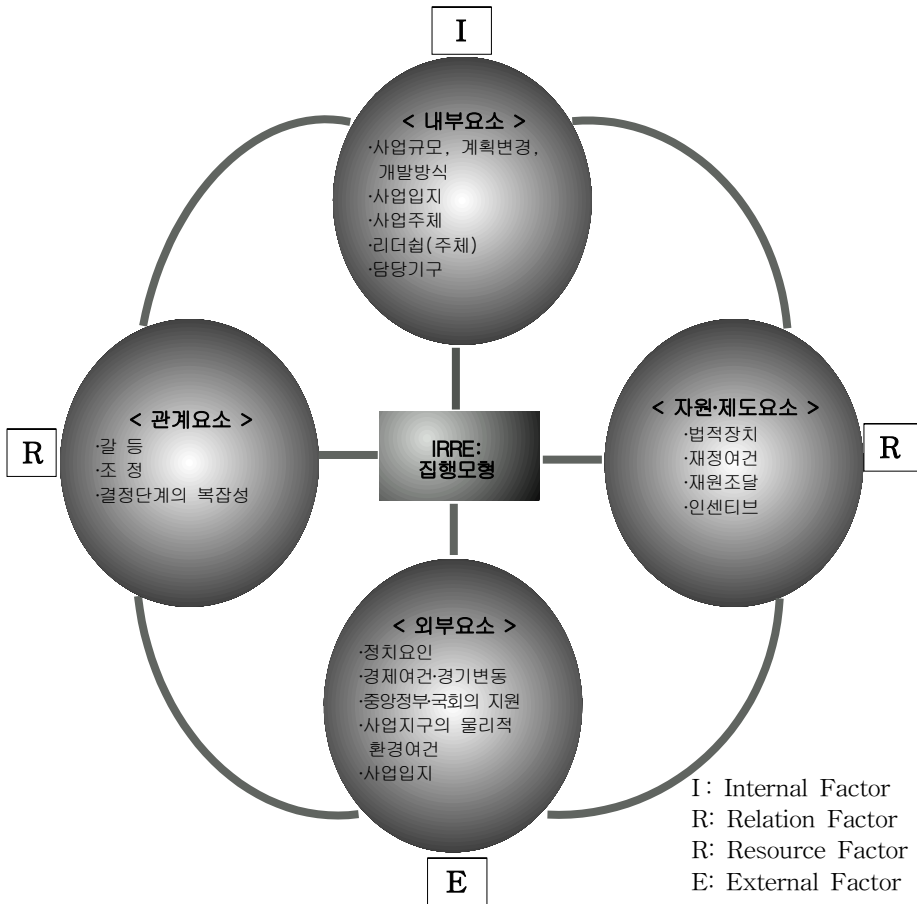 I
< 내부요소 >
·사업규모, 계획변경,
개발방식
·사업입지
·사업주체
·리더쉽(주체)
·담당기구
R
< 관계요소 >
·갈 등
·조 정
·결정단계의 복잡성
IRRE:
집행모형
< 자원·제도요소 >
·법적장치
·재정여건
·재원조달
·인센티브
R
< 외부요소 >
·정치요인
·경제여건·경기변동
·중앙정부·국회의 지원
·사업지구의 물리적
환경여건
·사업입지
E
I: Internal Factor
R: Relation Factor
R: Resource Factor
E: External Factor